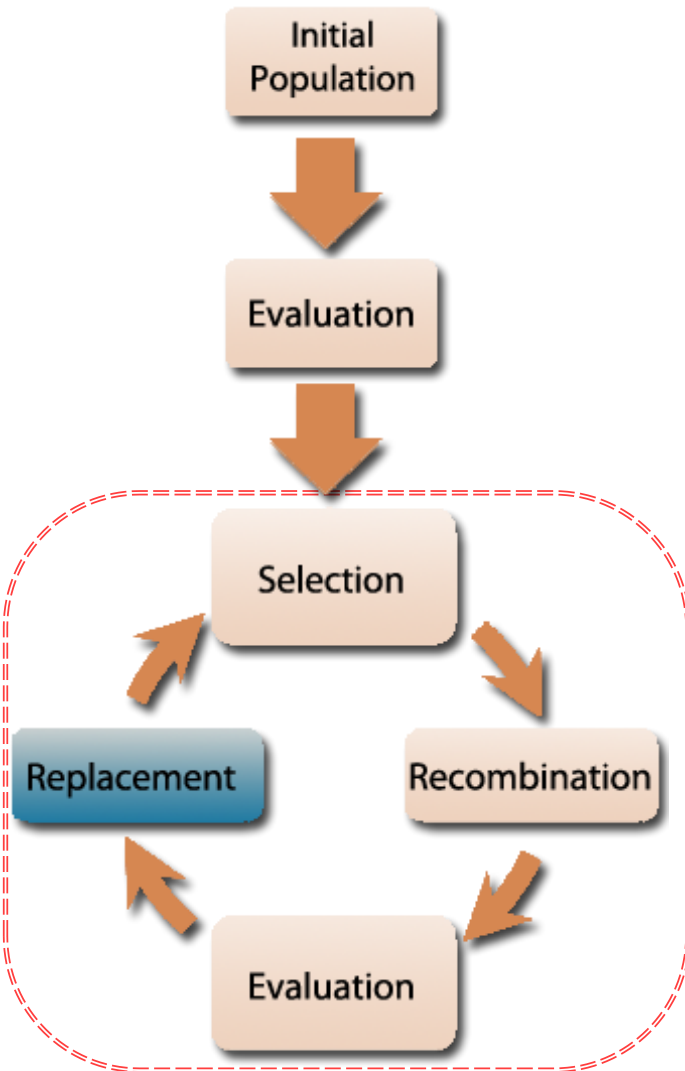 Initial
Population
Evaluation
Selection
Replacement
Recombination
Evaluation